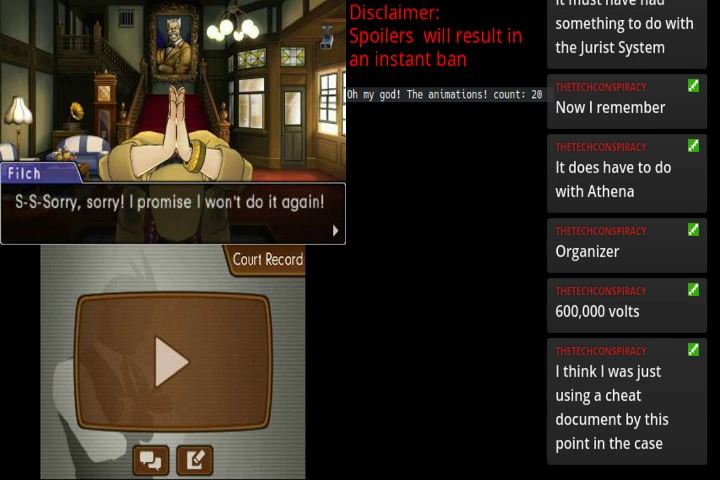 Disclaimer:
Spoilers will result in
an instant ban
Oh my god! The animations! count: 20
Filch
S-S-Sorry, sorry! I promise I won't do it again!
Court Record
It must have had
something to do with
the Jurist System
THETECHCONSPIRACY
Now I remember
THETECHCONSPIRACY
It does have to do
with Athena
THETECHCONSPIRACY
Organizer
THETECHCONSPIRACY
600,000 volts
THETECHCONSPIRACY
I think I was just
using a cheat
document by this
point in the case